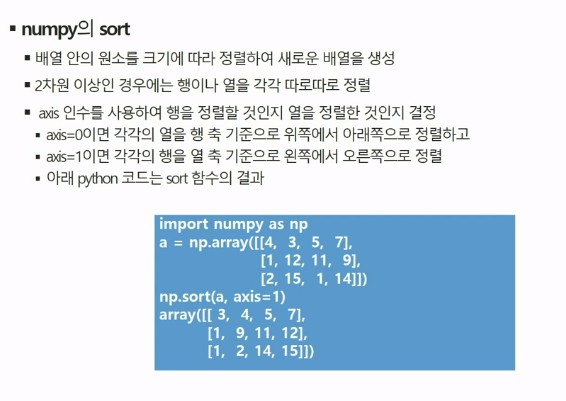 ▪ numpy의 sort
▪ 배열 안의 원소를 크기에 따라 정렬하여 새로운 배열을 생성
▪ 2차원 이상인 경우에는 행이나 열을 각각 따로따로 정렬
▪ axis 인수를 사용하여 행을 정렬할 것인지 열을 정렬한 것인지 결정
▪ axis=0이면 각각의 열을 행 축 기준으로 위쪽에서 아래쪽으로 정렬하고
▪ axis=1이면 각각의 행을 열 축 기준으로 왼쪽에서 오른쪽으로 정렬
▪ 아래 python 코드는 sort 함수의 결과
import numpy as np
a = np.array([[4, 3, 5, 7],
[1, 12, 11, 9],
[2, 15, 1, 14]])
np.sort(a, axis=1)
array([[ 3, 4, 5, 7],
[1, 9, 11, 12],
[1, 2, 14, 15]])